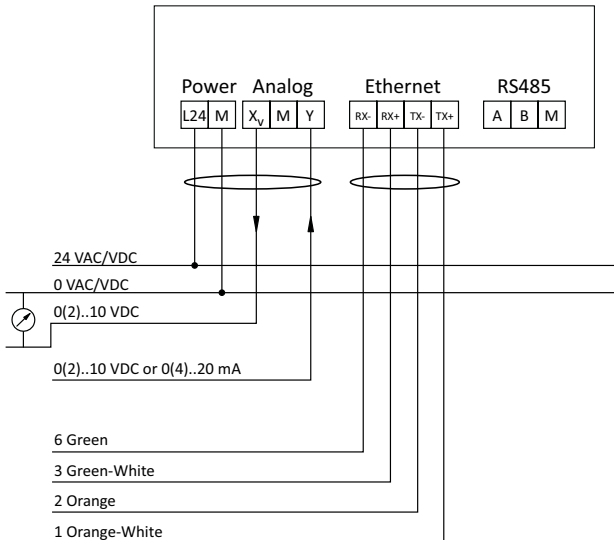 Power Analog Ethernet RS485
L24 M Xv M Y RX- RX+ TX- TX+ A B M
24 VAC/VDC
0 VAC/VDC
0(2)..10 VDC
0(2)..10 VDC or 0(4)..20 mA
6 Green
3 Green-White
2 Orange
1 Orange-White